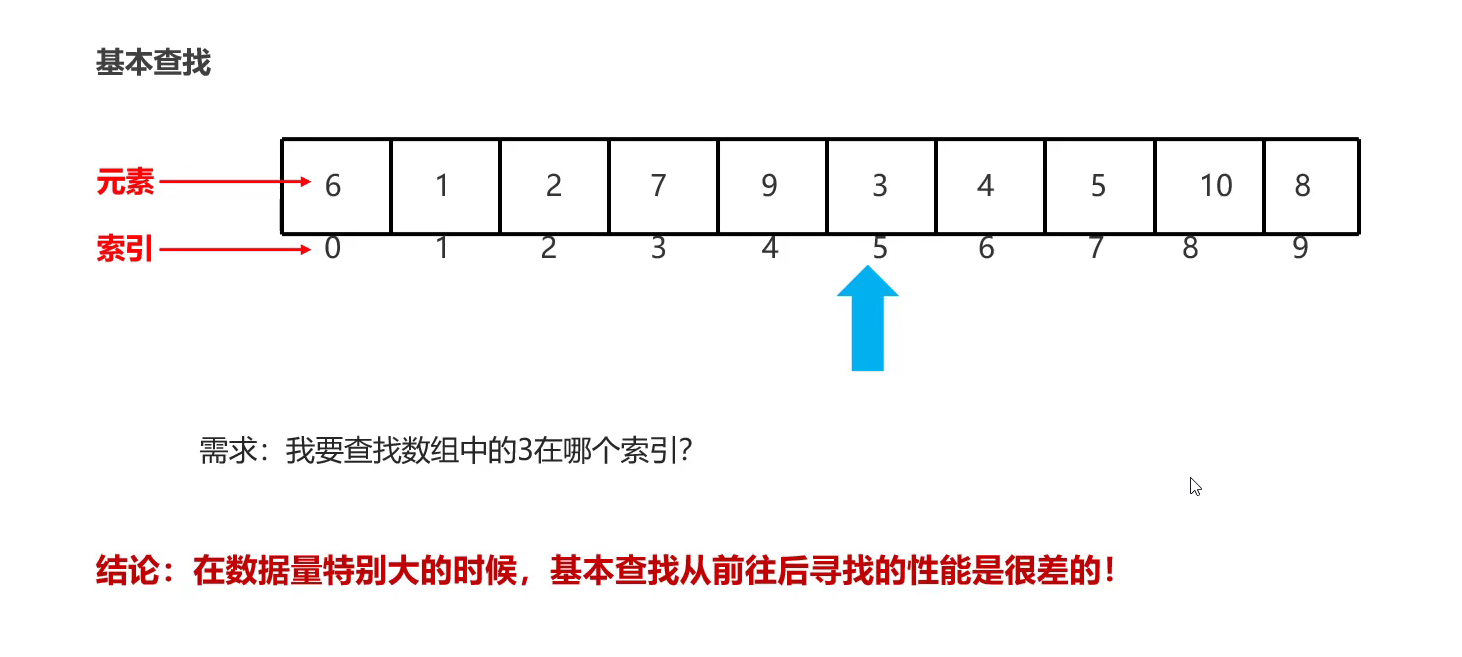 基本查找
元素 6 1 2 7 9 3 4 5 10 8
索引 0 1 2 3 4 5 6 7 8 9
需求：我要查找数组中的3在哪个索引？
结论：在数据量特别大的时候，基本查找从前往后寻找的性能是很差的！